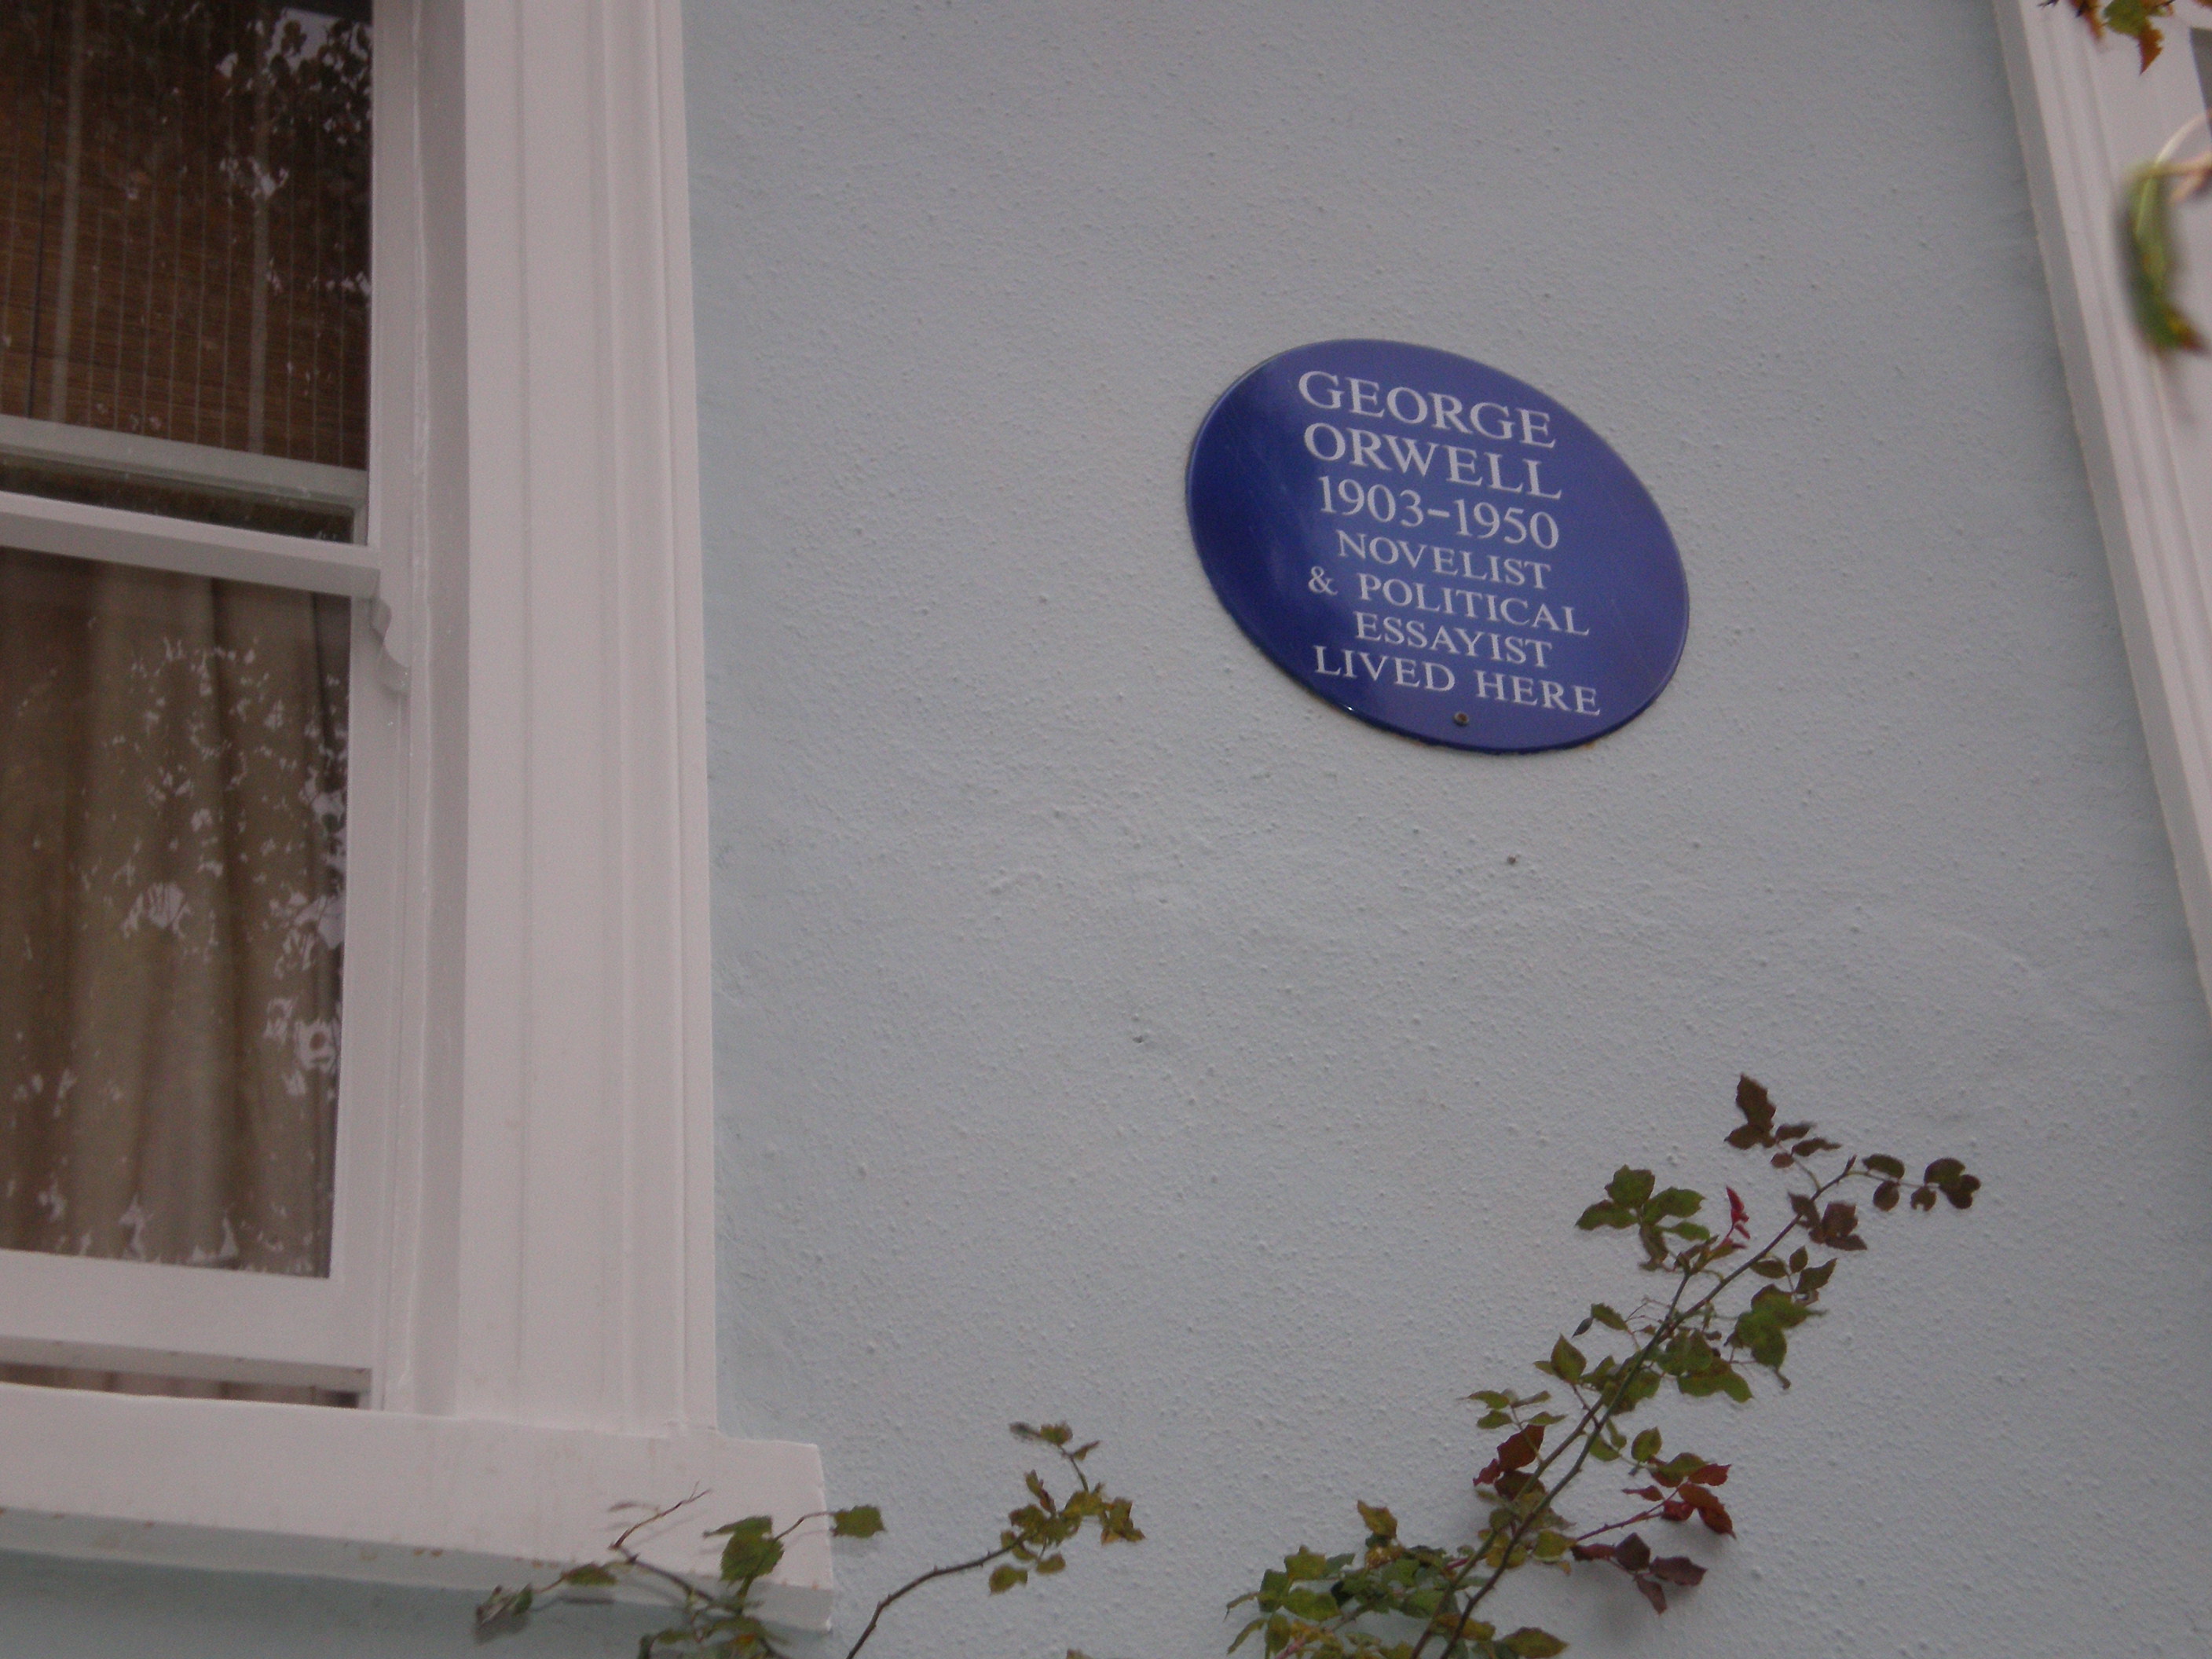 GEORGE
ORWELL
1903-1950
NOVELIST
& POLITICAL
ESSAYIST
LIVED HERE